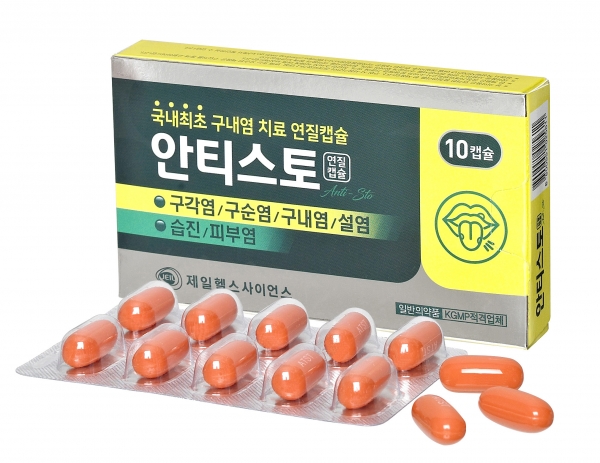 국내최초 구내염 치료 연질캡슐
안티스토 연질캡슐
Anti-Sto
구각염/구순염/구내염/설염
습진/피부염
JEIL 제일헬스사이언스
10캡슐
일반의약품 KGMP적격업체
안티스토